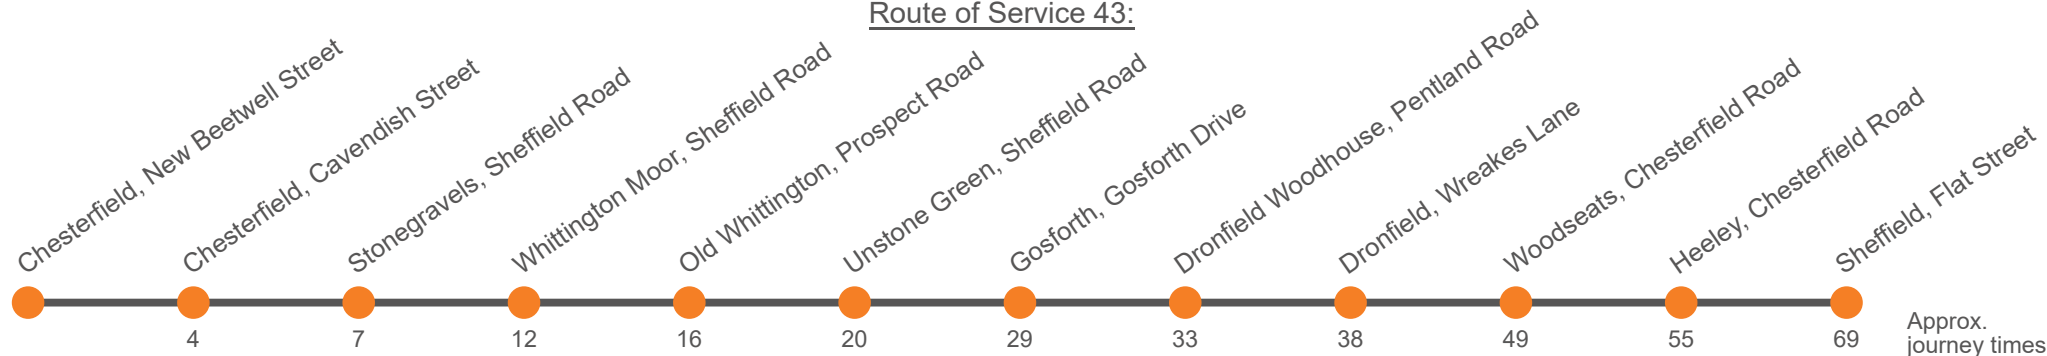 Route of Service 43:
Chesterfield, New Beetwell Street
Chesterfield, Cavendish Street
Stonegravels, Sheffield Road
Whittington Moor, Sheffield Road
Old Whittington, Prospect Road
Unstone Green, Sheffield Road
Gosforth, Gosforth Drive
Dronfield Woodhouse, Pentland Road
Dronfield, Wreakes Lane
Woodseats, Chesterfield Road
Heeley, Chesterfield Road
Sheffield, Flat Street
4 7 12 16 20 29 33 38 49 55 69
Approx.
journey times